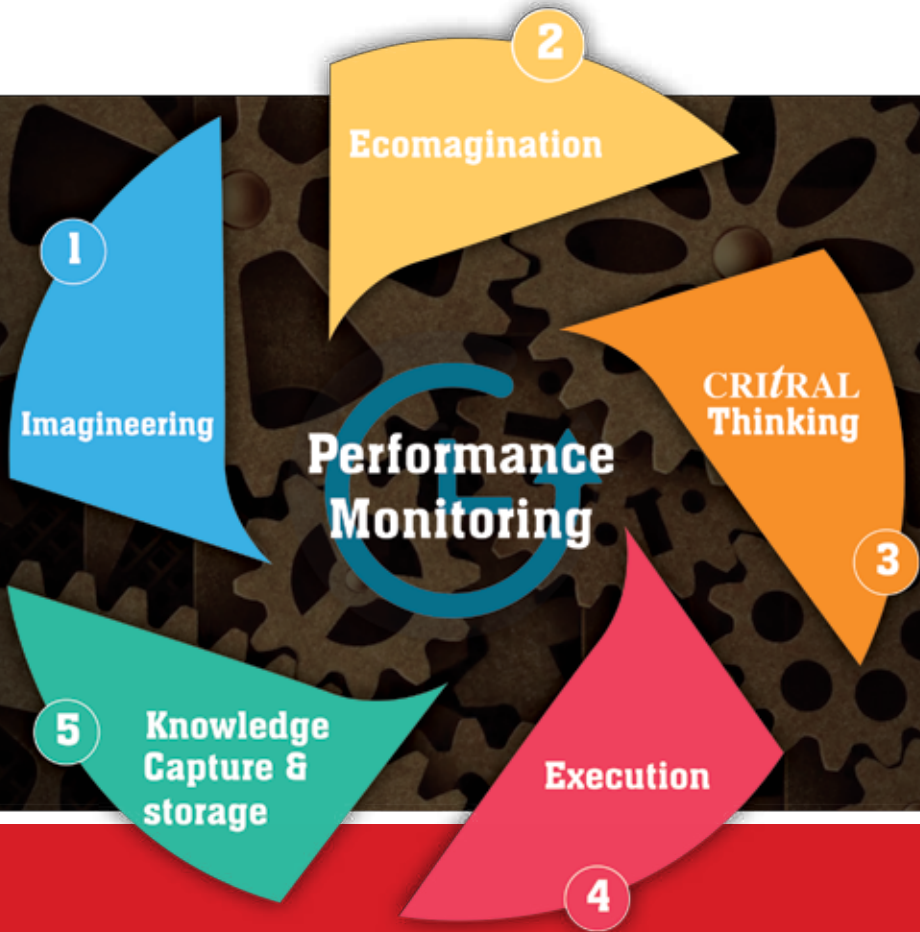 1
Imagineering
2
Ecomagination
CRItRAL
Thinking
3
Execution
4
5
Knowledge
Capture &
storage
Performance
Monitoring